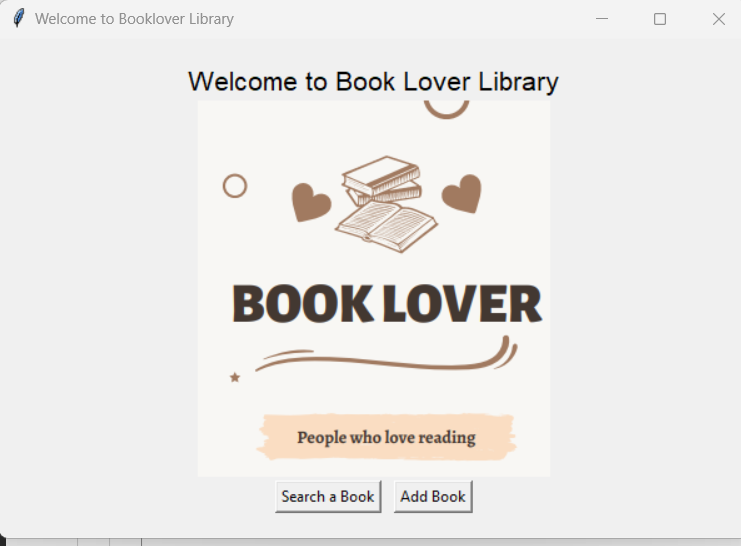 Welcome to Booklover Library
Welcome to Book Lover Library
BOOK LOVER
People who love reading
Search a Book Add Book